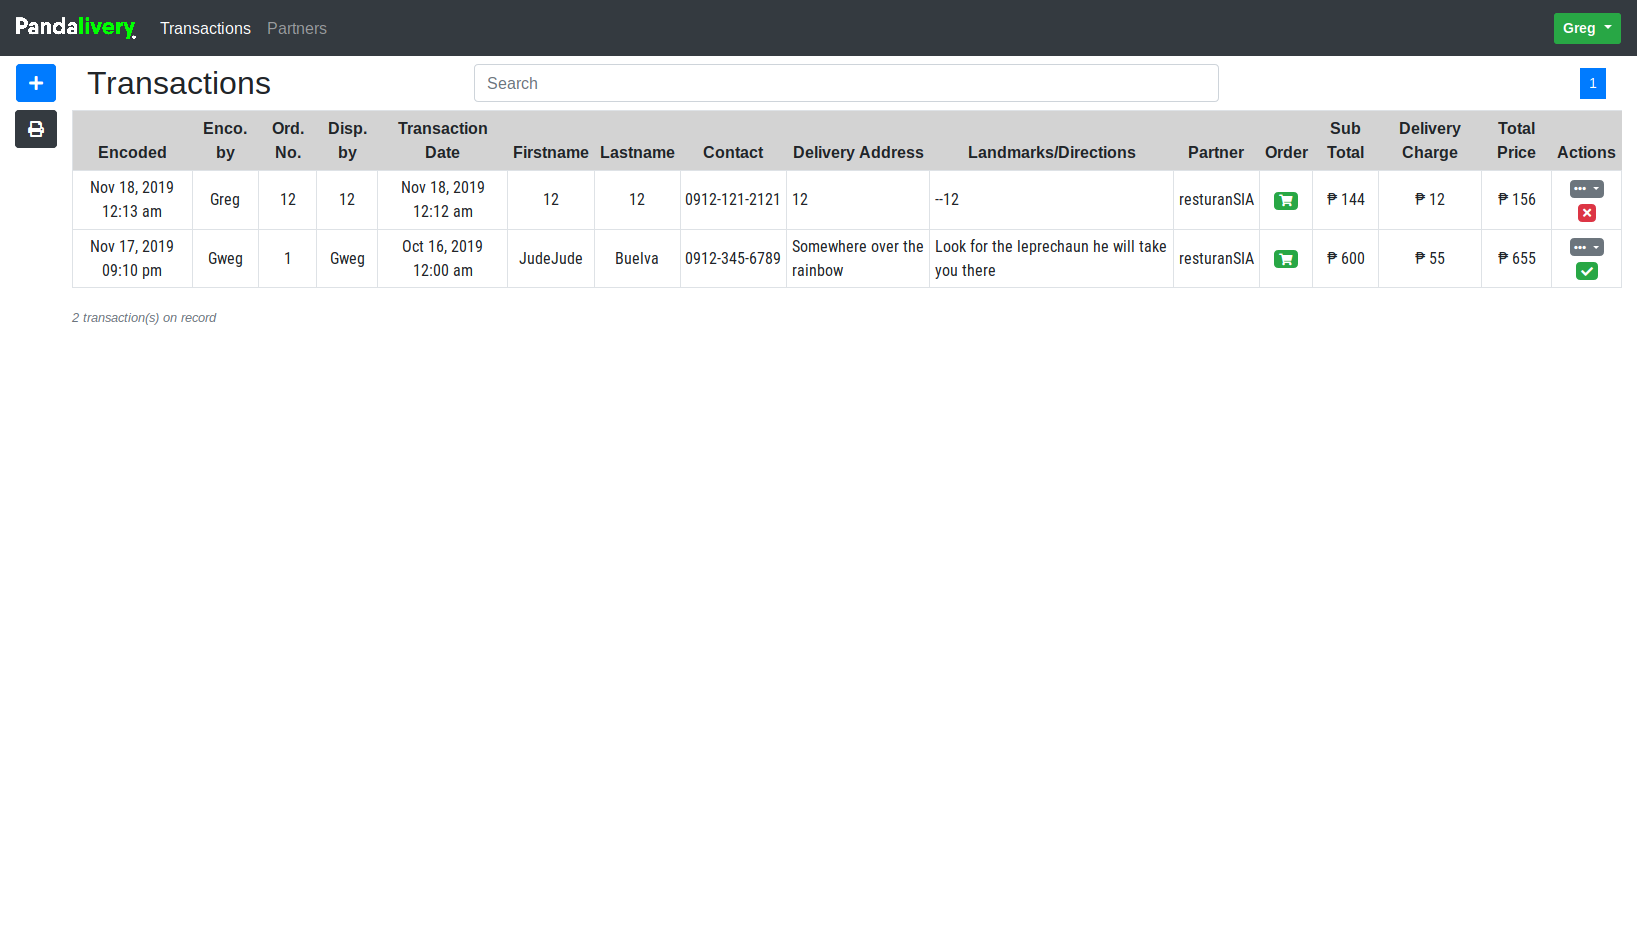 Pandalivery. Transactions Partners Greg
Transactions Search 1
Encoded Enco. by Ord. No. Disp. by Transaction Date Firstname Lastname Contact Delivery Address Landmarks/Directions Partner Order Sub Total Delivery Charge Total Price Actions
Nov 18, 2019 12:13 am Greg 12 12 Nov 18, 2019 12:12 am 12 12 0912-121-2121 12 --12 resturanSIA ₱ 144 ₱ 12 ₱ 156
Nov 17, 2019 09:10 pm Gweg 1 Gweg Oct 16, 2019 12:00 am JudeJude Buelva 0912-345-6789 Somewhere over the rainbow Look for the leprechaun he will take you there resturanSIA ₱ 600 ₱ 55 ₱ 655
2 transaction(s) on record